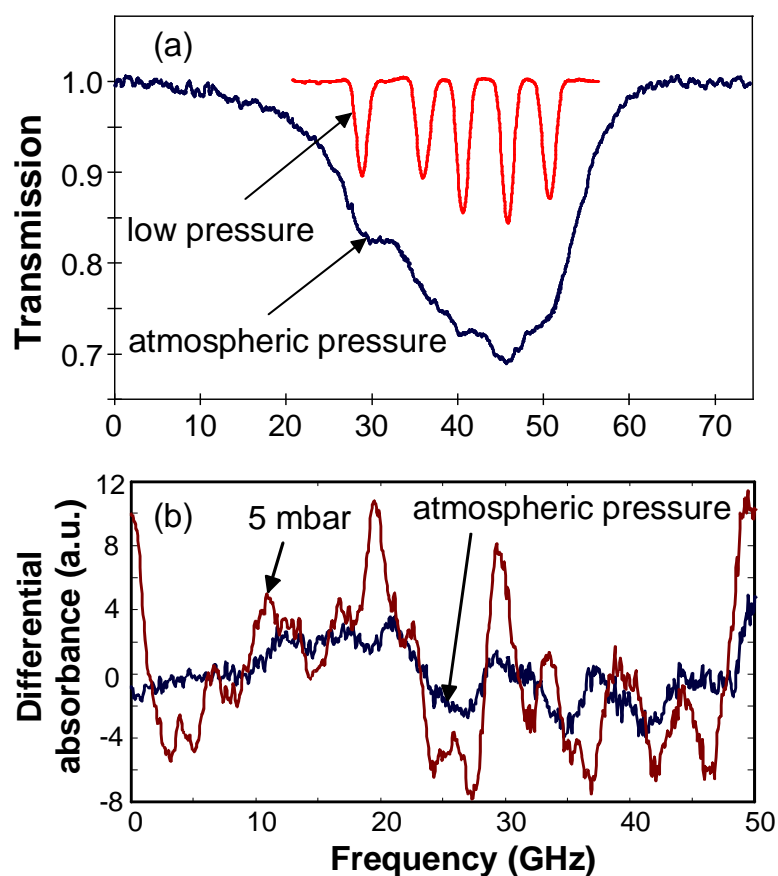 (a)
1.0
0.9
0.8
0.7
Transmission
low pressure
atmospheric pressure
0 10 20 30 40 50 60 70
(b)
12
8
4
0
-4
-8
Differential
absorbance (a.u.)
5 mbar
atmospheric pressure
0 10 20 30 40 50
Frequency (GHz)